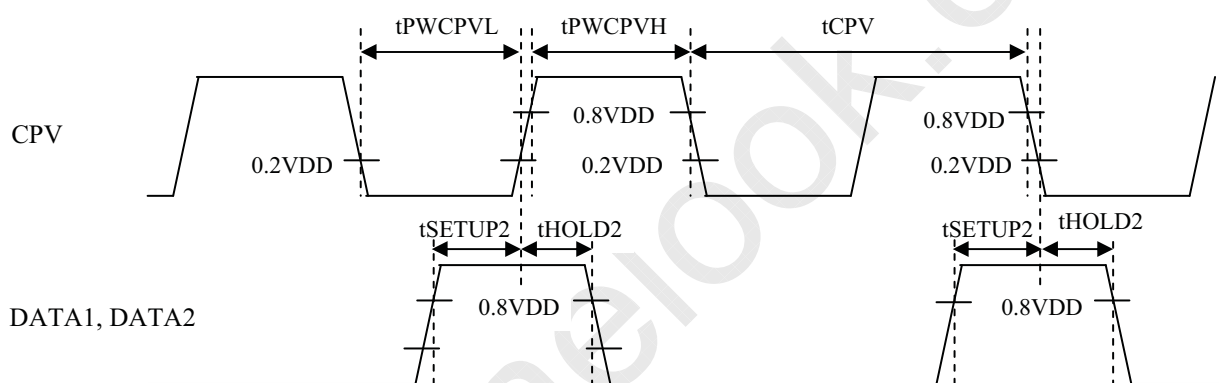 tPWCPVL tPWCPVH tCPV
CPV
0.8VDD 0.8VDD
0.2VDD 0.2VDD 0.2VDD
tSETUP2 tHOLD2 tSETUP2 tHOLD2
0.8VDD 0.8VDD
DATA1, DATA2